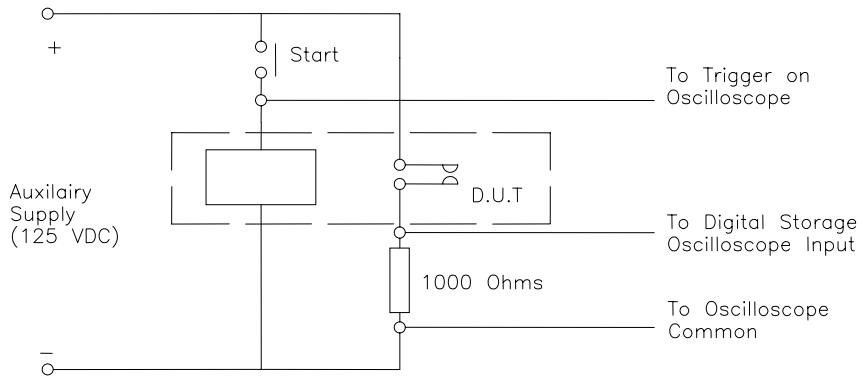 +
Start
To Trigger on
Oscilloscope
Auxilairy
Supply
(125 VDC)
D.U.T
To Digital Storage
Oscilloscope Input
1000 Ohms
To Oscilloscope
Common
–